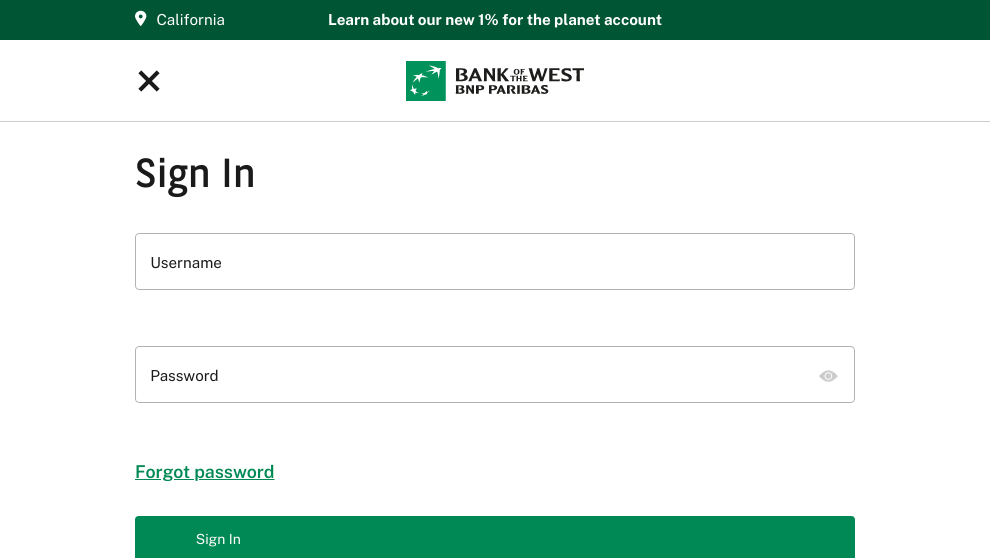 California
Learn about our new 1% for the planet account
BANK OF THE WEST
BNP PARIBAS
Sign In
Username
Password
Forgot password
Sign In